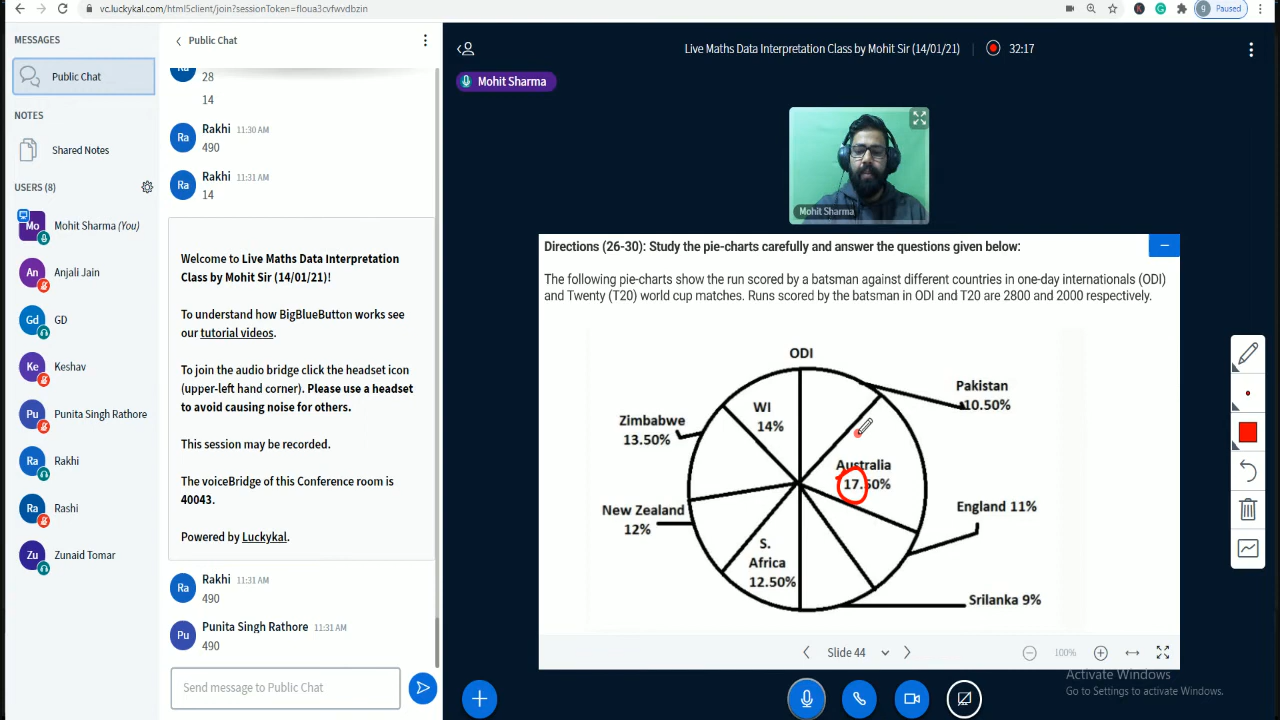 vc.luckykal.com/html5client/join?sessionToken=floua3cvfwvdbzin
9
Paused
MESSAGES
Public Chat
NOTES
Shared Notes
USERS (8)
Mo
Mohit Sharma (You)
An
Anjali Jain
Gd
GD
Ke
Keshav
Pu
Punita Singh Rathore
Ra
Rakhi
Ra
Rashi
Zu
Zunaid Tomar
Public Chat
Ra
28
14
Ra
Rakhi 11:30 AM
490
Ra
Rakhi 11:31 AM
14
Welcome to Live Maths Data Interpretation
Class by Mohit Sir (14/01/21)!
To understand how BigBlueButton works see
our tutorial videos.
To join the audio bridge click the headset icon
(upper-left hand corner). Please use a headset
to avoid causing noise for others.
This session may be recorded.
The voiceBridge of this Conference room is
40043.
Powered by Luckykal.
Ra
Rakhi 11:31 AM
490
Pu
Punita Singh Rathore 11:31 AM
490
Send message to Public Chat
Live Maths Data Interpretation Class by Mohit Sir (14/01/21)
32:17
Mohit Sharma
Mohit Sharma
Directions (26-30): Study the pie-charts carefully and answer the questions given below:
The following pie-charts show the run scored by a batsman against different countries in one-day internationals (ODI)
and Twenty (T20) world cup matches. Runs scored by the batsman in ODI and T20 are 2800 and 2000 respectively.
ODI
Pakistan
10.50%
WI
14%
Zimbabwe
13.50%
Australia
17.50%
New Zealand
12%
England 11%
S.
Africa
12.50%
Srilanka 9%
Slide 44
100%
Activate Windows
Go to Settings to activate Windows.